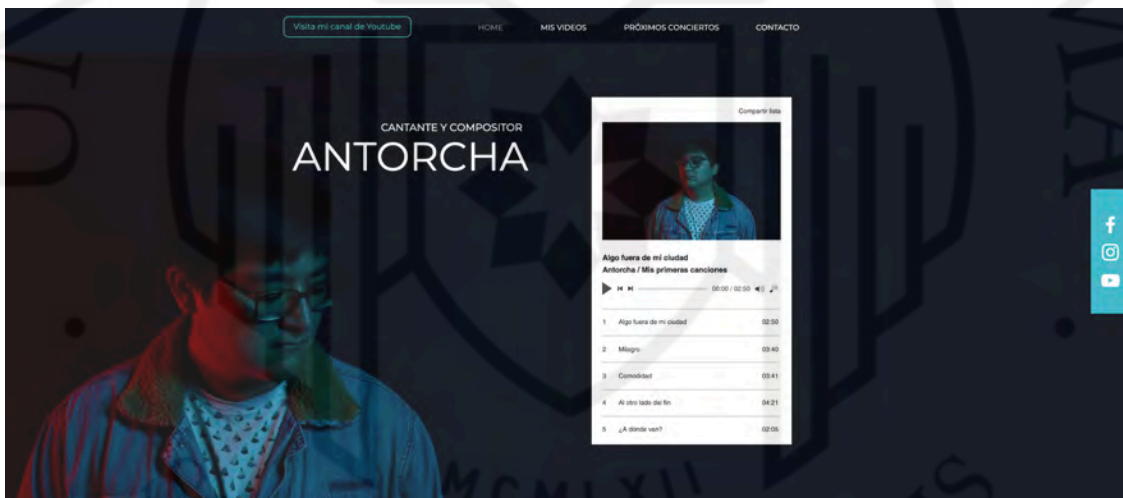 Visita mi canal de Youtube
HOME
MIS VIDEOS
PRÓXIMOS CONCIERTOS
CONTACTO
CANTANTE Y COMPOSITOR
ANTORCHA
Compartir lista
Algo fuera de mi ciudad
Antorcha / Mis primeras canciones
00:00 / 02:50
1 Algo fuera de mi ciudad 02:50
2 Milagro 03:40
3 Comodidad 03:41
4 Al otro lado del fin 04:21
5 ¿A dónde van? 02:05
MCMLXII